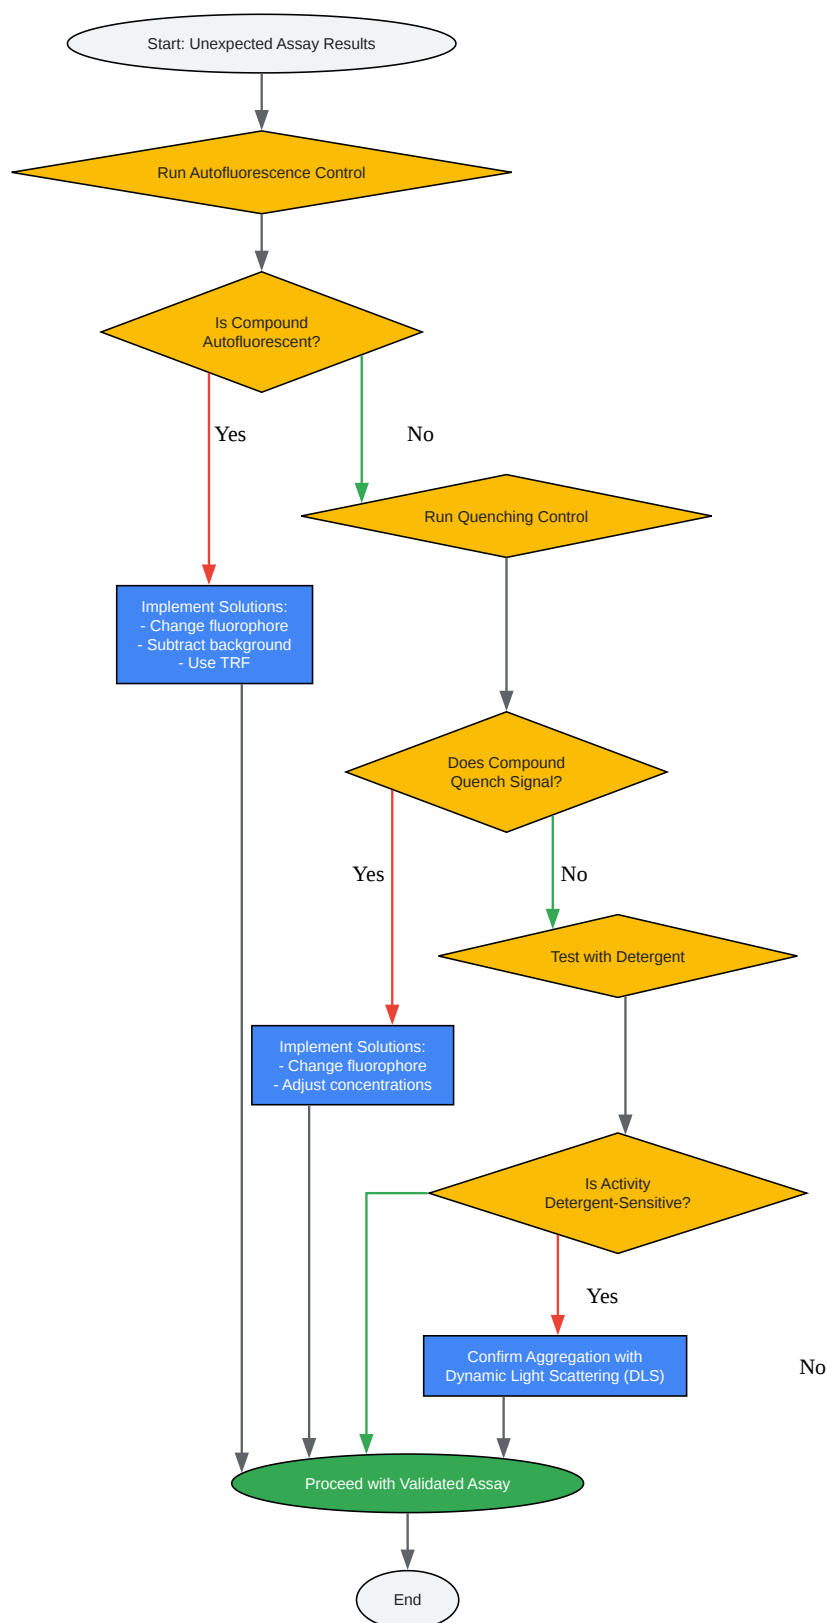 Start: Unexpected Assay Results
Run Autofluorescence Control
Is Compound
Autofluorescent?
Yes
No
Run Quenching Control
Implement Solutions:
- Change fluorophore
- Subtract background
- Use TRF
Does Compound
Quench Signal?
Yes
No
Test with Detergent
Implement Solutions:
- Change fluorophore
- Adjust concentrations
Is Activity
Detergent-Sensitive?
Yes
Confirm Aggregation with
Dynamic Light Scattering (DLS)
No
Proceed with Validated Assay
End